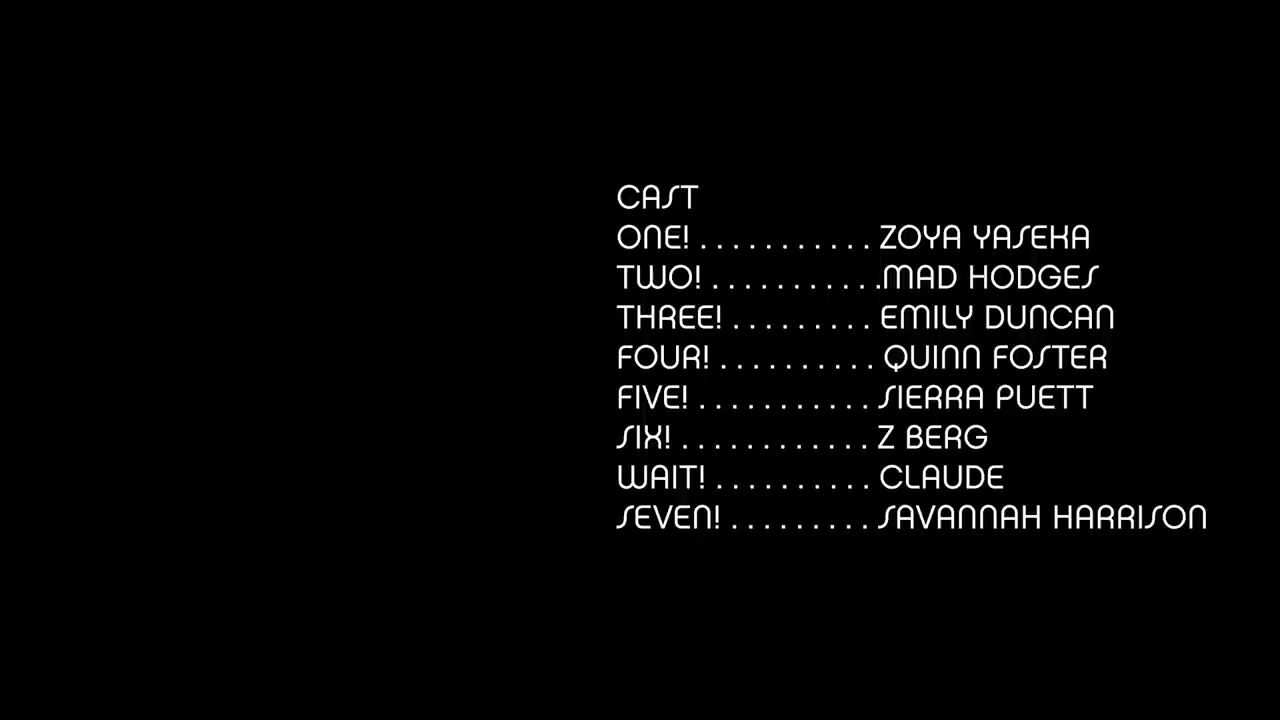 CAST
ONE! . . . . . . . . . . . ZOYA YASEKA
TWO! . . . . . . . . . . .MAD HODGES
THREE! . . . . . . . . . EMILY DUNCAN
FOUR! . . . . . . . . . . QUINN FOSTER
FIVE! . . . . . . . . . . . SIERRA PUETT
SIX! . . . . . . . . . . . . Z BERG
WAIT! . . . . . . . . . . CLAUDE
SEVEN! . . . . . . . . . SAVANNAH HARRISON